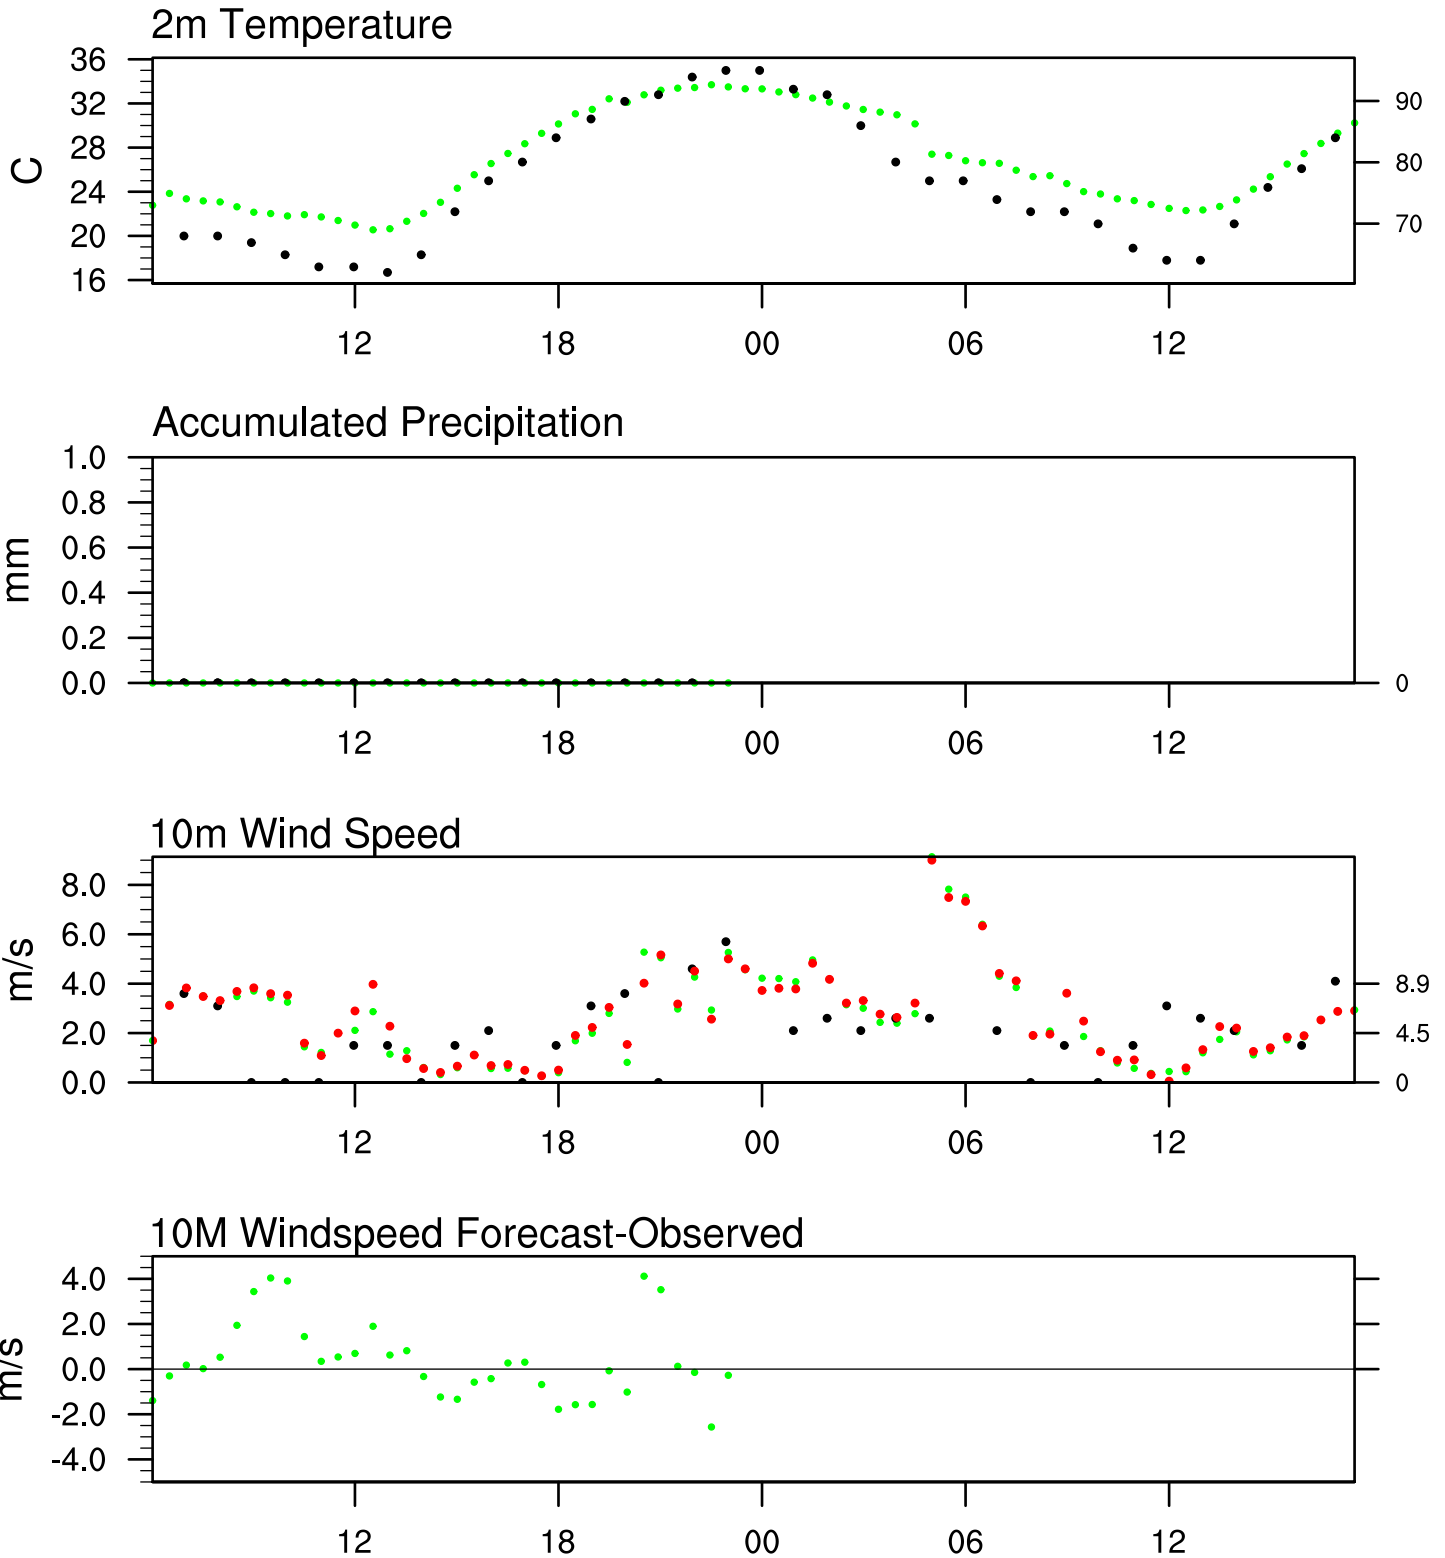 2m Temperature
36
32
28
24
20
16
C
90
80
70
12 18 00 06 12
Accumulated Precipitation
1.0
0.8
0.6
0.4
0.2
0.0
mm
0
12 18 00 06 12
10m Wind Speed
8.0
6.0
4.0
2.0
0.0
m/s
8.9
4.5
0
12 18 00 06 12
10M Windspeed Forecast-Observed
4.0
2.0
0.0
-2.0
-4.0
m/s
12 18 00 06 12